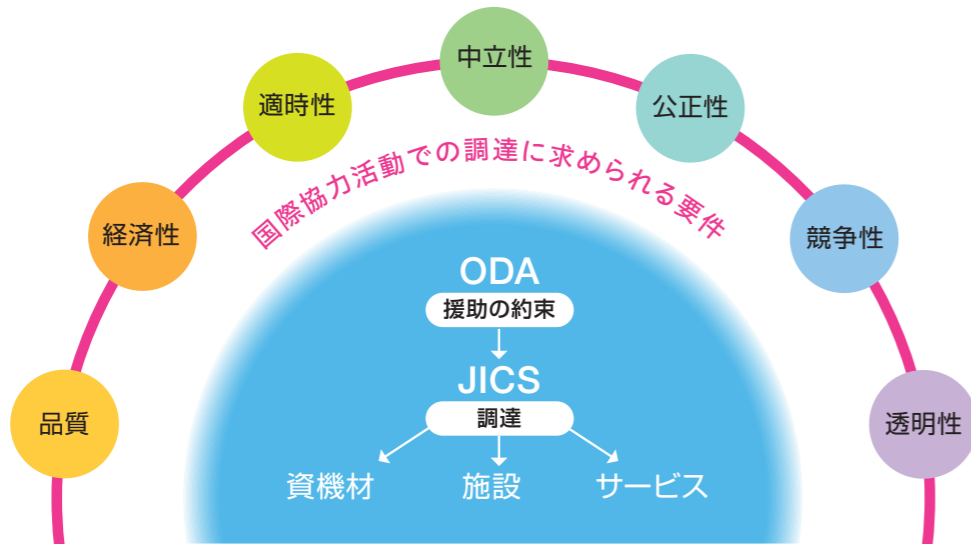 中立性
適時性
公正性
経済性
競争性
品質
透明性
国際協力活動での調達に求められる要件
ODA
援助の約束
JICS
調達
資機材
施設
サービス